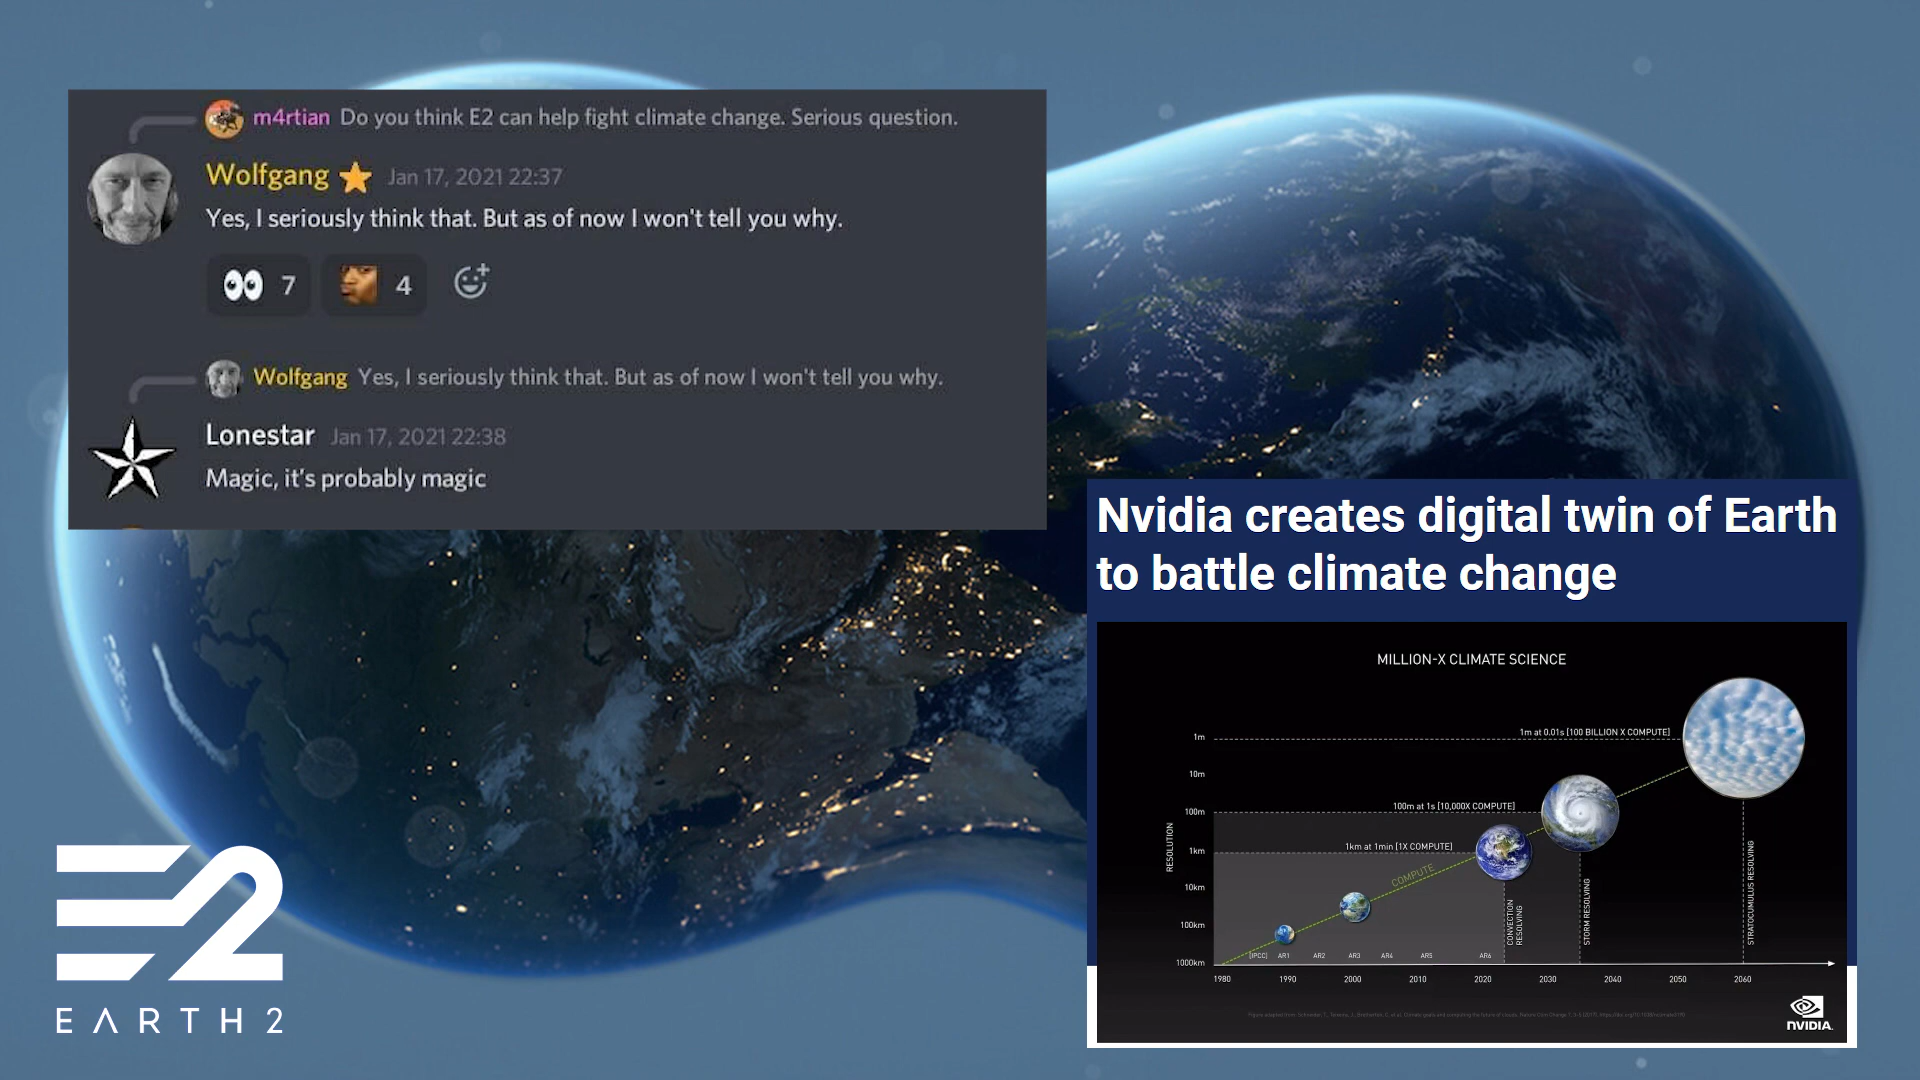 m4rtian Do you think E2 can help fight climate change. Serious question.
Wolfgang Jan 17, 2021 22:37
Yes, I seriously think that. But as of now I won't tell you why.
7 4
Wolfgang Yes, I seriously think that. But as of now I won't tell you why.
Lonestar Jan 17, 2021 22:38
Magic, it's probably magic
Nvidia creates digital twin of Earth
to battle climate change
MILLION-X CLIMATE SCIENCE
1m at 0.01s [100 BILLION X COMPUTE]
1m
10m
100m at 1s [10,000X COMPUTE]
100m
1km at 1min [1X COMPUTE]
1km
10km
100km
1000km
RESOLUTION
COMPUTE
CONVECTION
RESOLVING
STORM RESOLVING
STRATOCUMULUS RESOLVING
[IPCC] AR1 AR2 AR3 AR4 AR5 AR6
1980 1990 2000 2010 2020 2030 2040 2050 2060
NVIDIA.
E2
EARTH 2